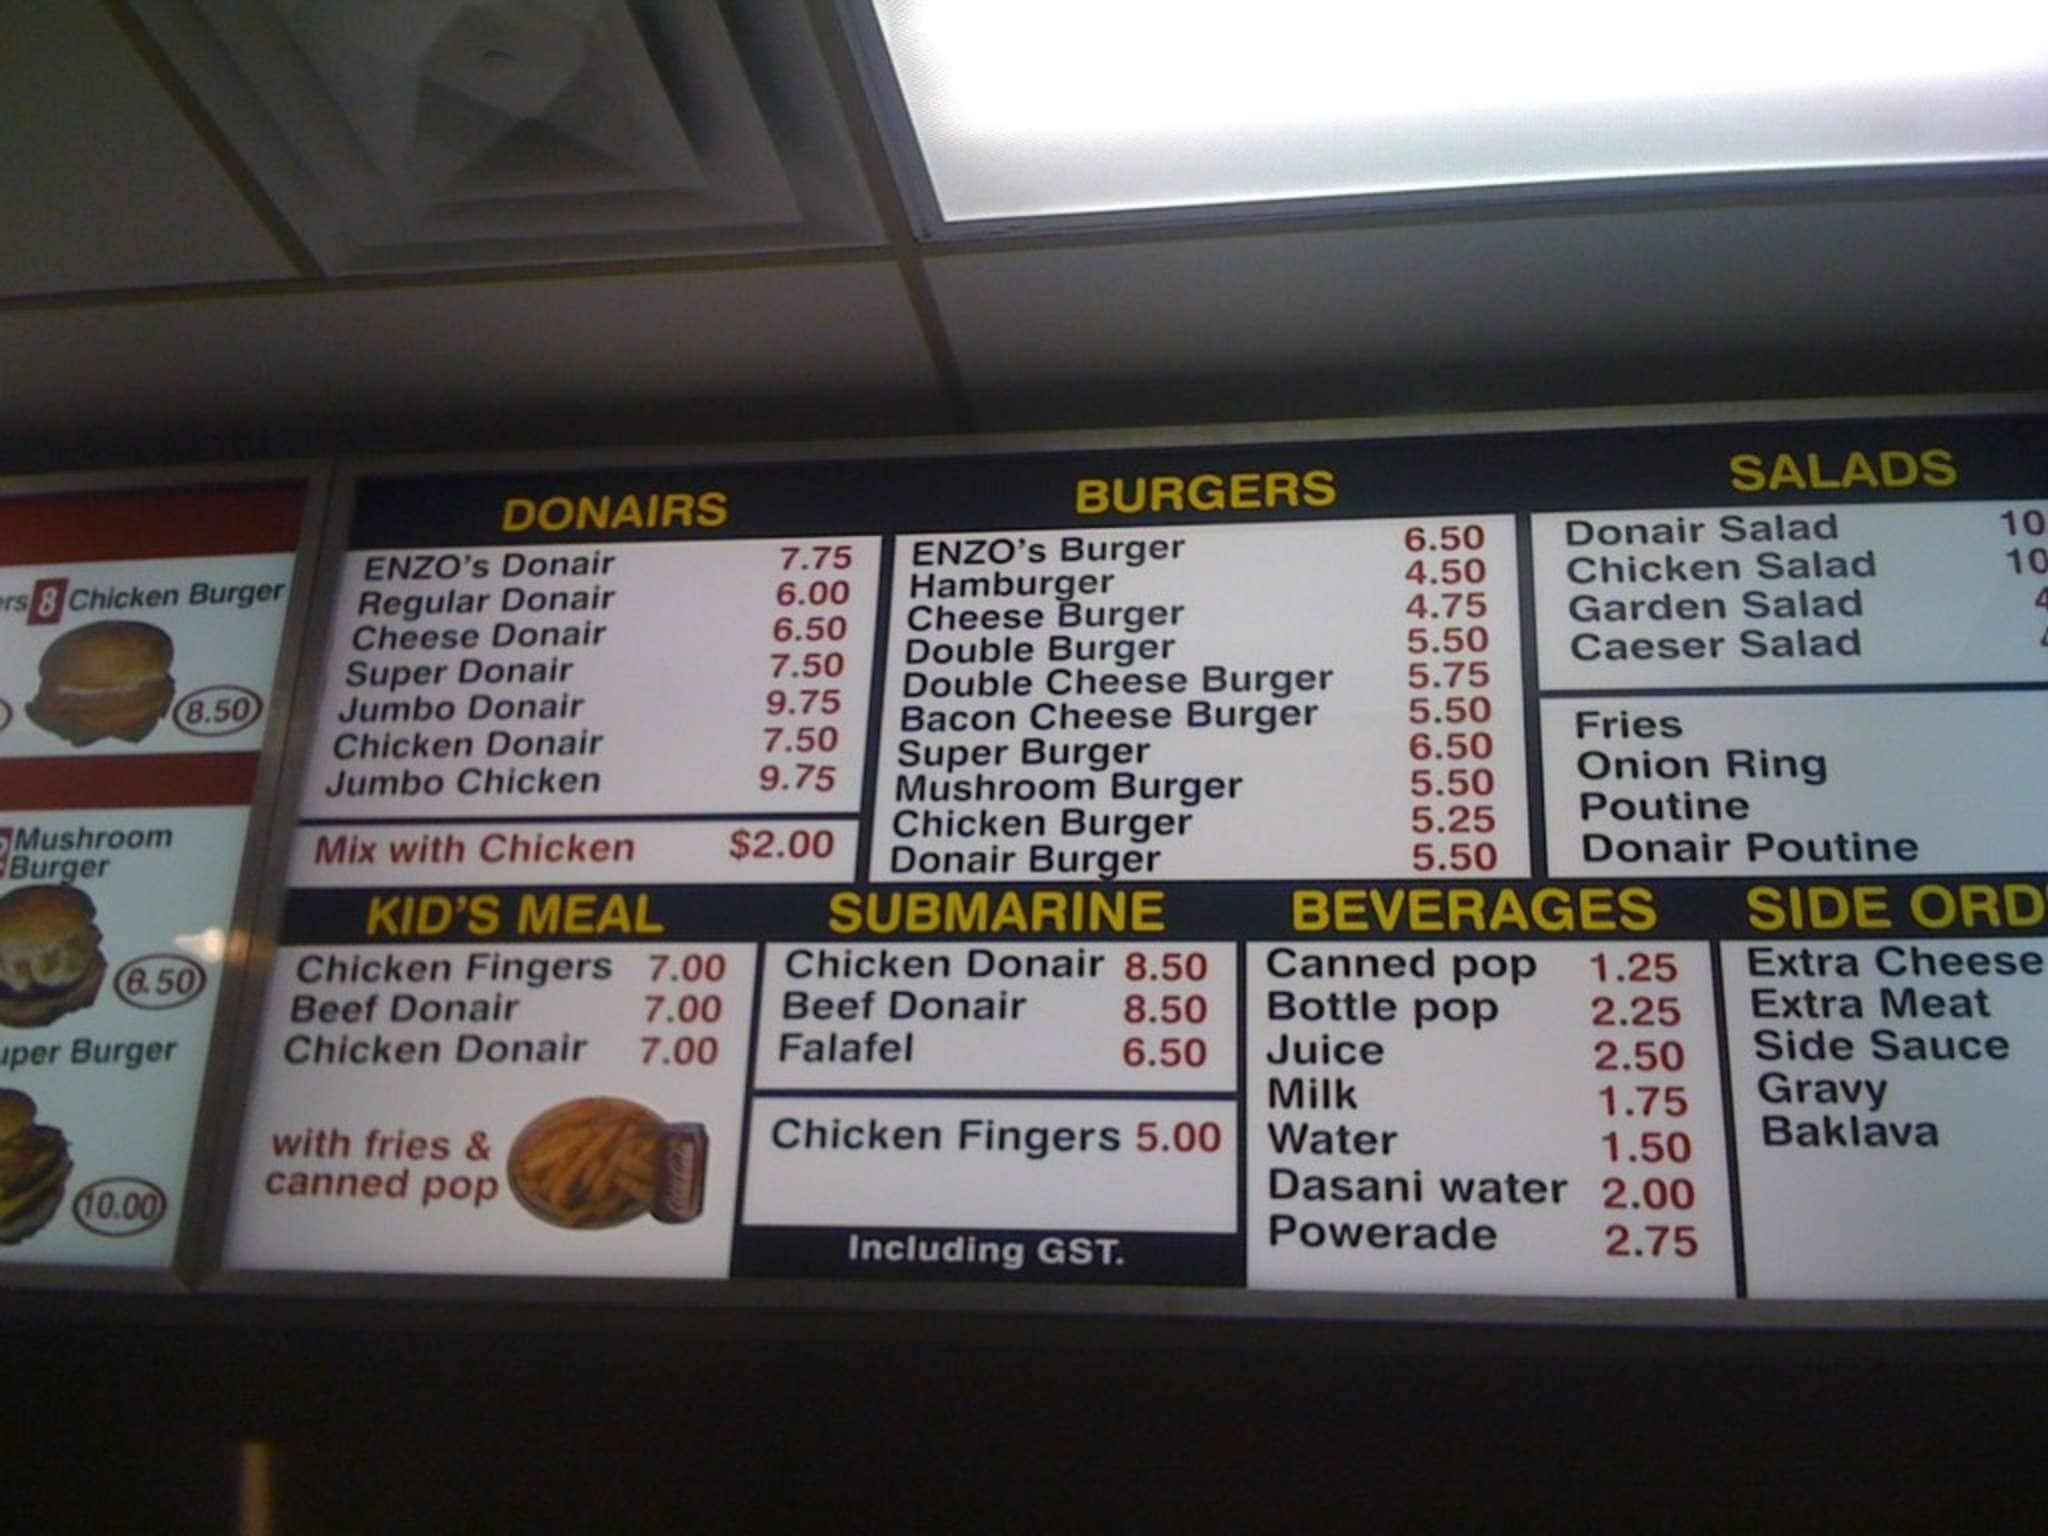 ers 8 Chicken Burger
8.50
Mushroom
Burger
8.50
uper Burger
10.00
DONAIRS
ENZO's Donair 7.75
Regular Donair 6.00
Cheese Donair 6.50
Super Donair 7.50
Jumbo Donair 9.75
Chicken Donair 7.50
Jumbo Chicken 9.75
Mix with Chicken $2.00
BURGERS
ENZO's Burger 6.50
Hamburger 4.50
Cheese Burger 4.75
Double Burger 5.50
Double Cheese Burger 5.75
Bacon Cheese Burger 5.50
Super Burger 6.50
Mushroom Burger 5.50
Chicken Burger 5.25
Donair Burger 5.50
SALADS
Donair Salad 10
Chicken Salad 10
Garden Salad 4
Caeser Salad
Fries
Onion Ring
Poutine
Donair Poutine
KID'S MEAL
Chicken Fingers 7.00
Beef Donair 7.00
Chicken Donair 7.00
with fries &
canned pop
SUBMARINE
Chicken Donair 8.50
Beef Donair 8.50
Falafel 6.50
Chicken Fingers 5.00
Including GST.
BEVERAGES
Canned pop 1.25
Bottle pop 2.25
Juice 2.50
Milk 1.75
Water 1.50
Dasani water 2.00
Powerade 2.75
SIDE ORD
Extra Cheese
Extra Meat
Side Sauce
Gravy
Baklava